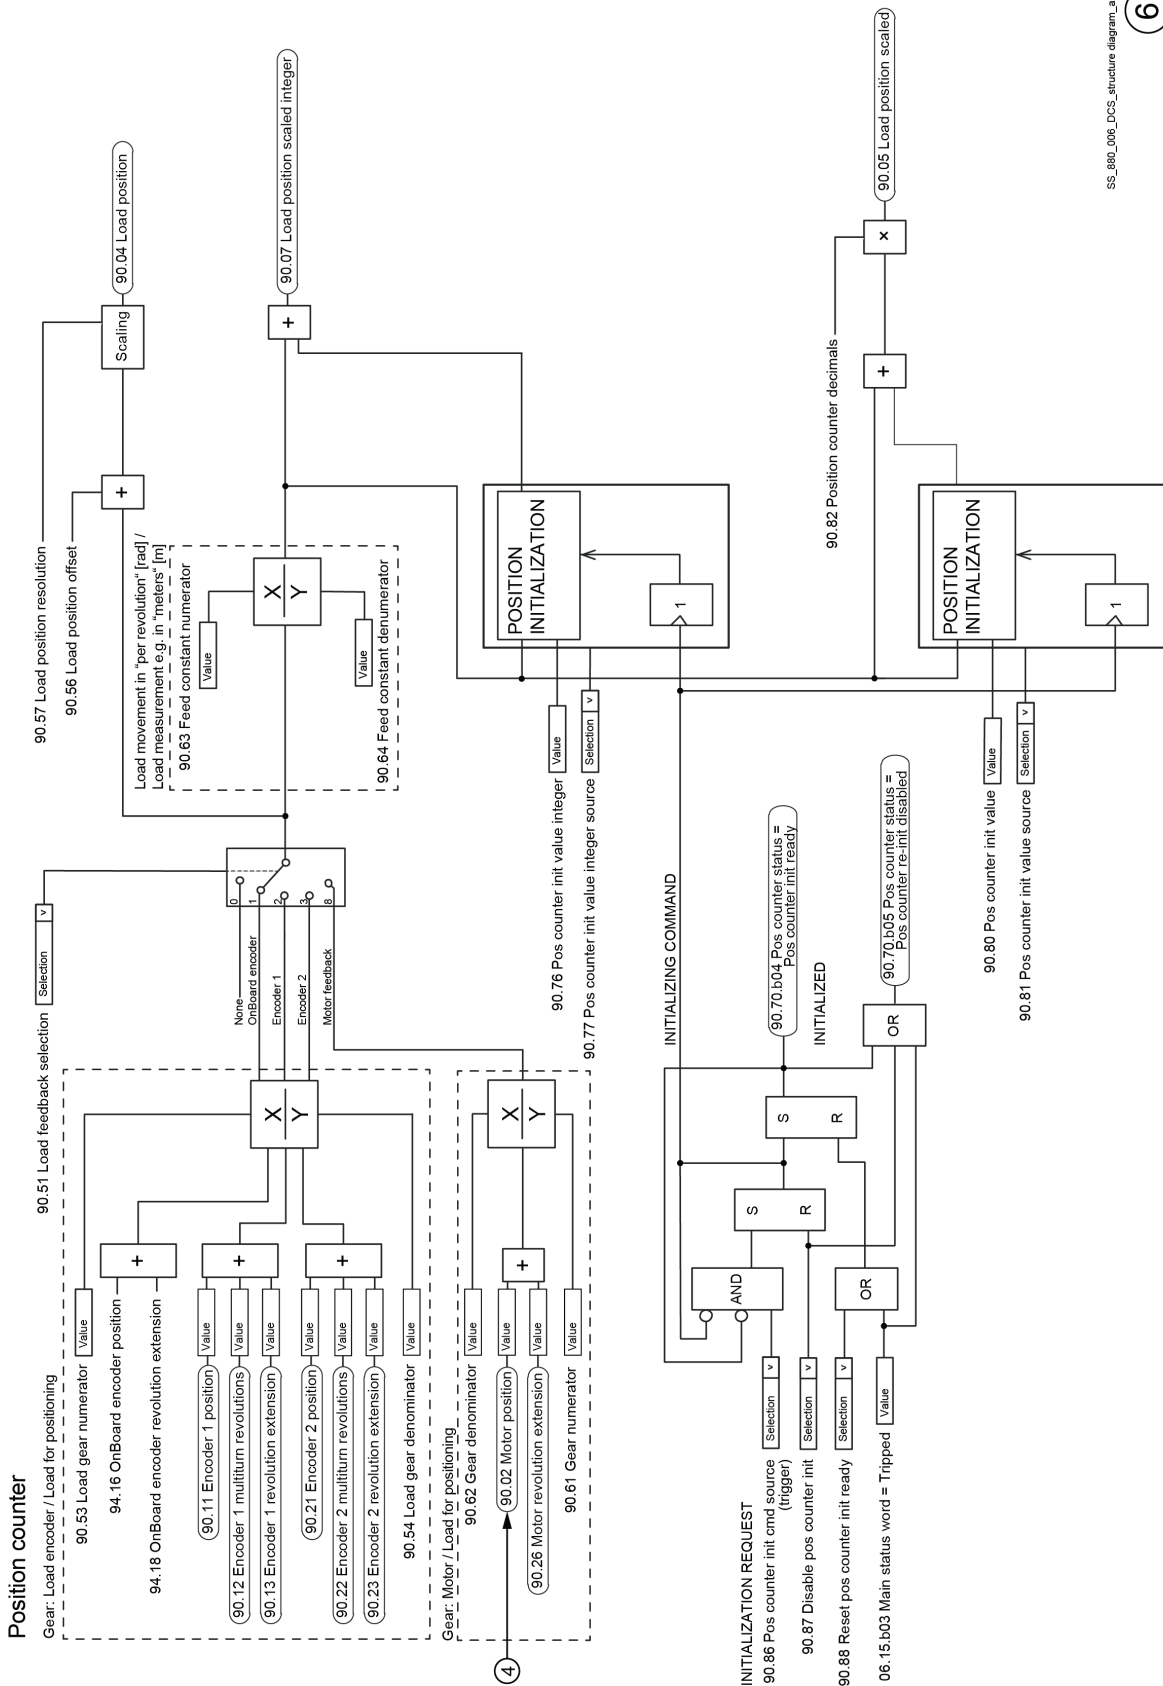 Position counter
Gear: Load encoder / Load for positioning
90.53 Load gear numerator
Value
94.16 OnBoard encoder position
94.18 OnBoard encoder revolution extension
+
90.11 Encoder 1 position
Value
90.12 Encoder 1 multiturn revolutions
Value
90.13 Encoder 1 revolution extension
Value
+
90.21 Encoder 2 position
Value
90.22 Encoder 2 multiturn revolutions
Value
90.23 Encoder 2 revolution extension
Value
+
90.54 Load gear denominator
Value
X
Y
Gear: Motor / Load for positioning
90.62 Gear denominator
Value
4
90.02 Motor position
Value
90.26 Motor revolution extension
Value
+
90.61 Gear numerator
Value
X
Y
90.51 Load feedback selection
Selection
v
None
OnBoard encoder
Encoder 1
Encoder 2
Motor feedback
0
1
2
3
8
90.57 Load position resolution
90.56 Load position offset
+
Scaling
90.04 Load position
Load movement in "per revolution" [rad] /
Load measurement e.g. in "meters" [m]
90.63 Feed constant numerator
Value
X
Y
90.64 Feed constant denumerator
Value
+
90.07 Load position scaled integer
POSITION
INITIALIZATION
1
90.76 Pos counter init value integer
Value
90.77 Pos counter init value integer source
Selection
v
INITIALIZING COMMAND
INITIALIZATION REQUEST
90.86 Pos counter init cmd source
(trigger)
Selection
v
90.87 Disable pos counter init
Selection
v
90.88 Reset pos counter init ready
Selection
v
06.15.b03 Main status word = Tripped
Value
AND
OR
S
R
S
R
90.70.b04 Pos counter status =
Pos counter init ready
INITIALIZED
OR
90.70.b05 Pos counter status =
Pos counter re-init disabled
90.80 Pos counter init value
Value
90.81 Pos counter init value source
Selection
v
POSITION
INITIALIZATION
1
90.82 Position counter decimals
+
×
90.05 Load position scaled
SS_880_006_DCS_structure diagram_a
6